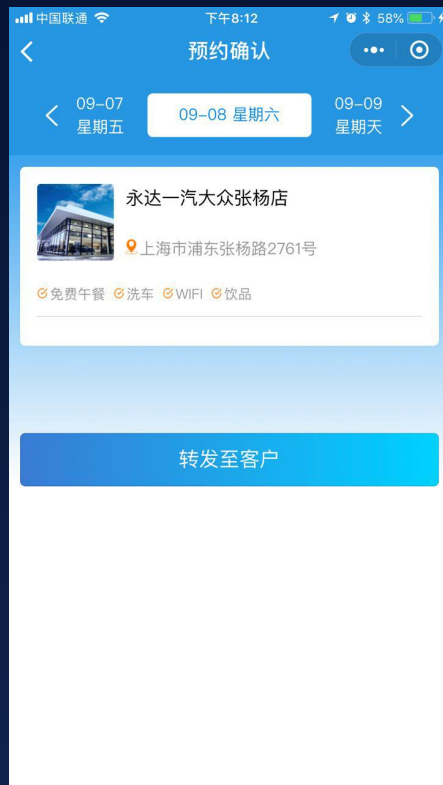 中国联通 下午8:12 58%
预约确认
09-07 09-08 星期六 09-09
星期五 星期天
永达一汽大众张杨店
上海市浦东张杨路2761号
免费午餐 洗车 WIFI 饮品
转发至客户